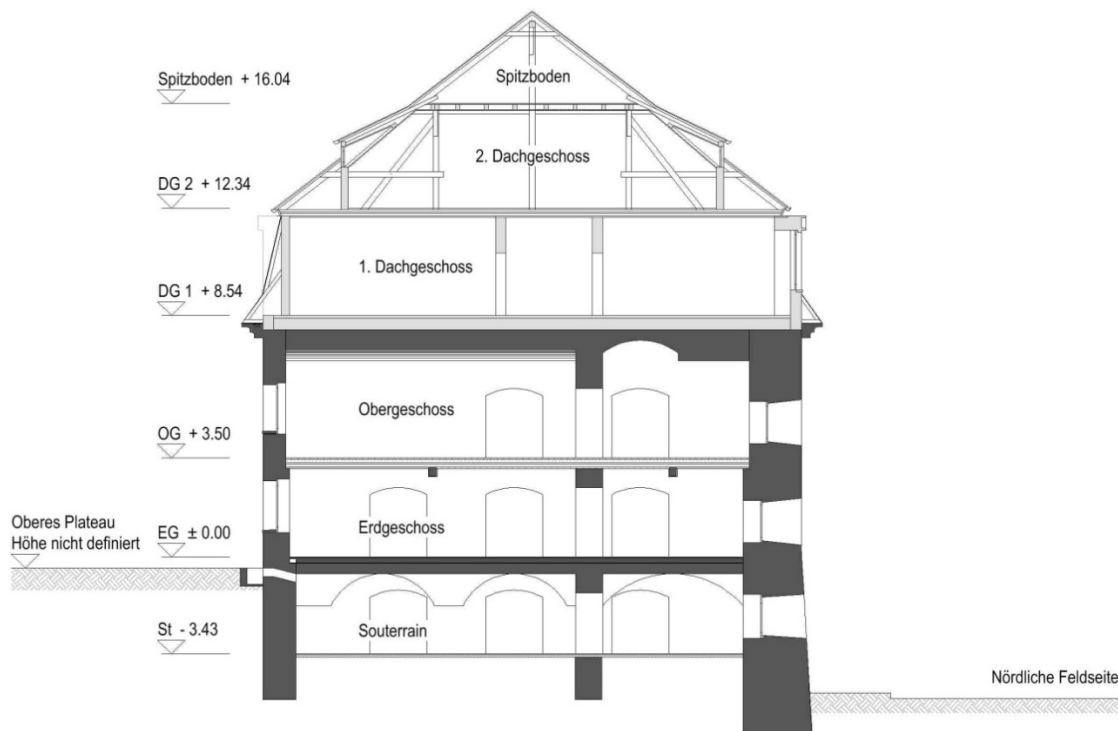 Spitzboden + 16.04
Spitzboden
2. Dachgeschoss
DG 2 + 12.34
1. Dachgeschoss
DG 1 + 8.54
Obergeschoss
OG + 3.50
Oberes Plateau
Höhe nicht definiert
EG ± 0.00
Erdgeschoss
St - 3.43
Souterrain
Nördliche Feldseite